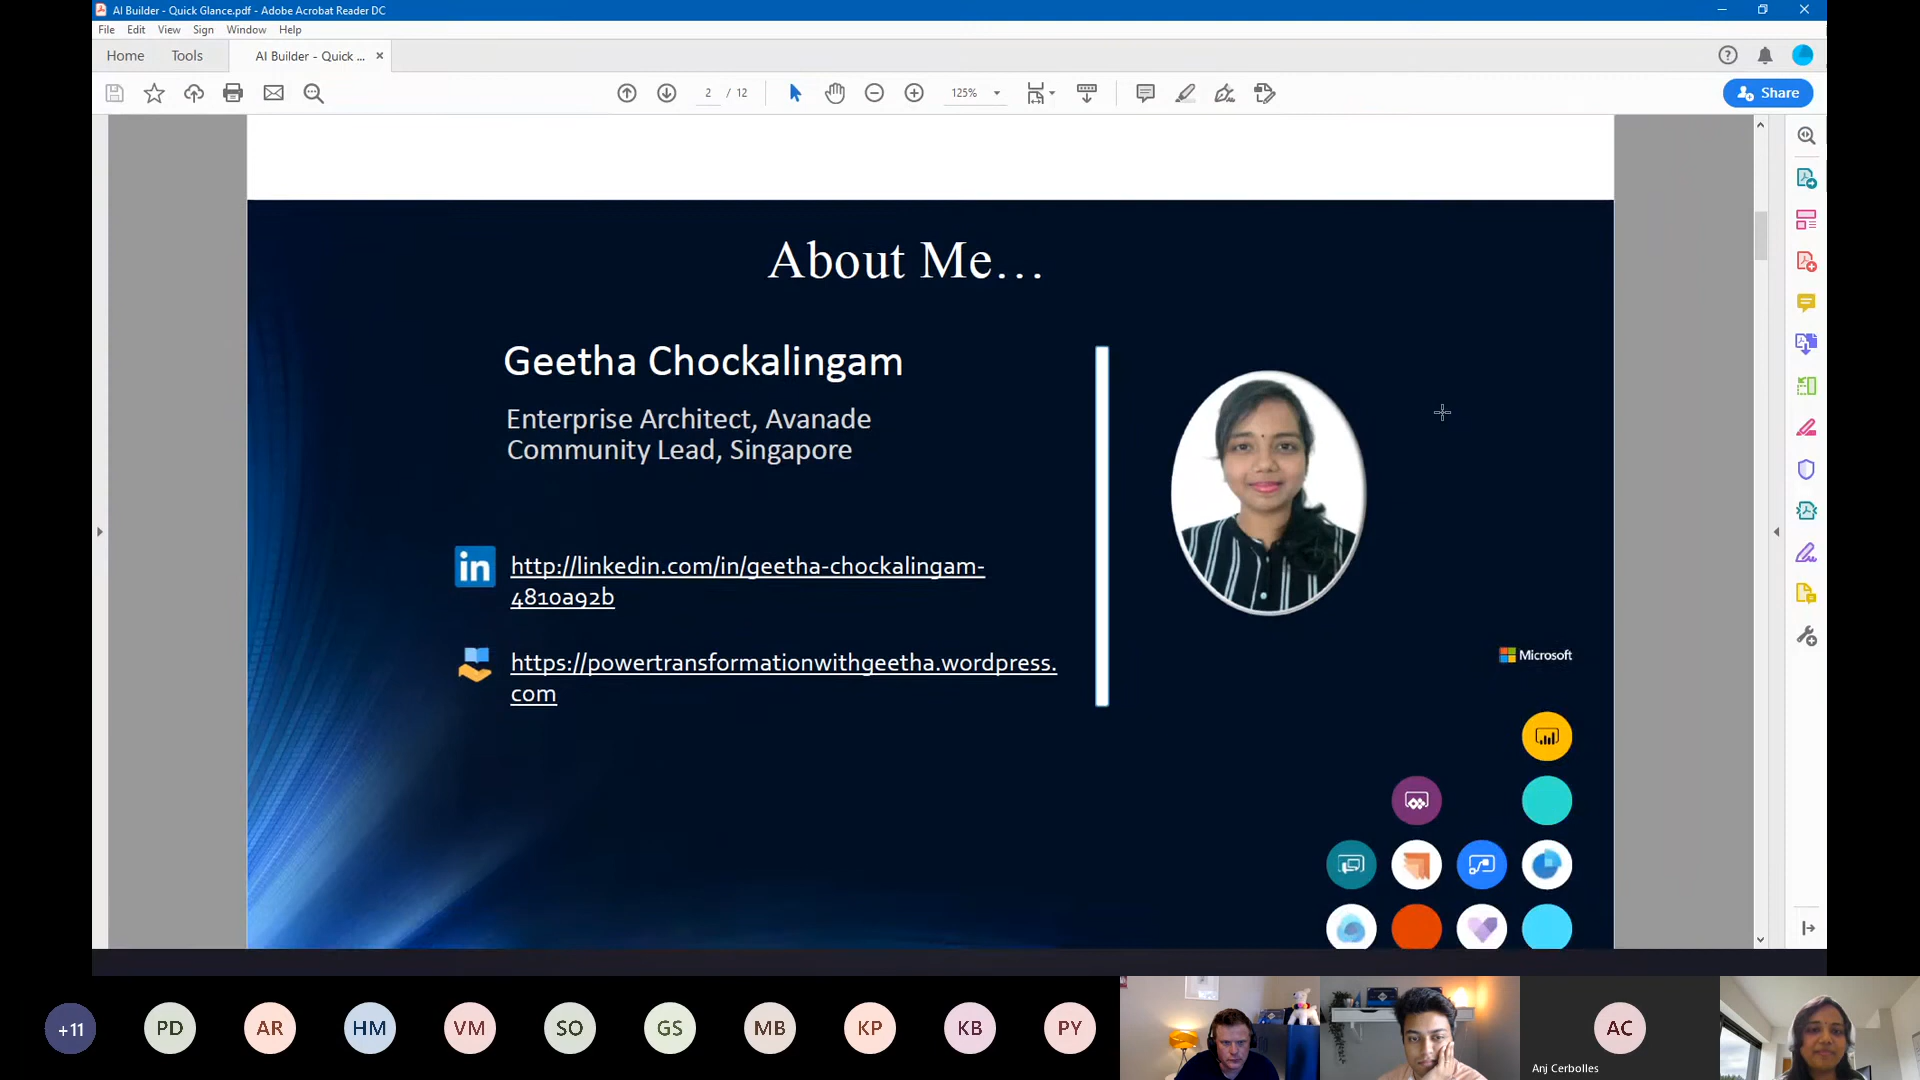 AI Builder - Quick Glance.pdf - Adobe Acrobat Reader DC
File Edit View Sign Window Help
Home Tools AI Builder - Quick ...
2 / 12 125% Share
About Me...
Geetha Chockalingam
Enterprise Architect, Avanade
Community Lead, Singapore
in http://linkedin.com/in/geetha-chockalingam-
4810a92b
https://powertransformationwithgeetha.wordpress.
com
Microsoft
+11 PD AR HM VM SO GS MB KP KB PY AC
Anj Cerbolles